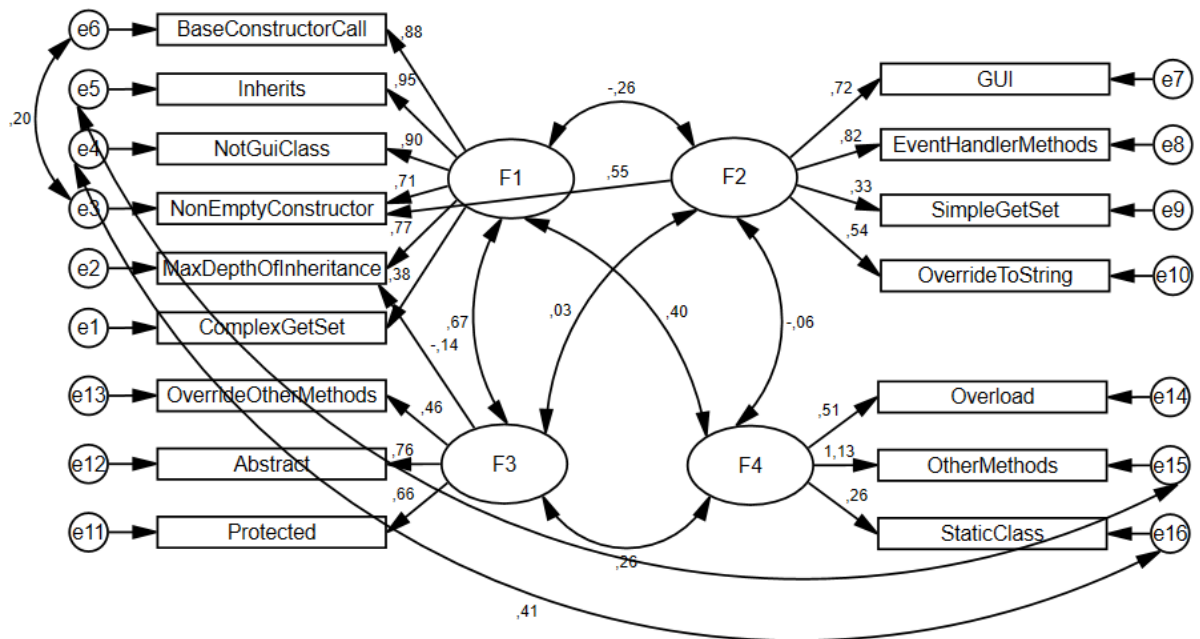 e6 BaseConstructorCall ,88
e5 Inherits ,95
e4 NotGuiClass ,90
e3 NonEmptyConstructor ,71
e2 MaxDepthOfInheritance ,77
e1 ComplexGetSet ,38
e13 OverrideOtherMethods ,46
e12 Abstract ,76
e11 Protected ,66
,20
F1
-,26
F2
,55
,72 GUI e7
,82 EventHandlerMethods e8
,33 SimpleGetSet e9
,54 OverrideToString e10
,67
-,14
,03
,40
-,06
F3
F4
,51 Overload e14
1,13 OtherMethods e15
,26 StaticClass e16
,26
,41